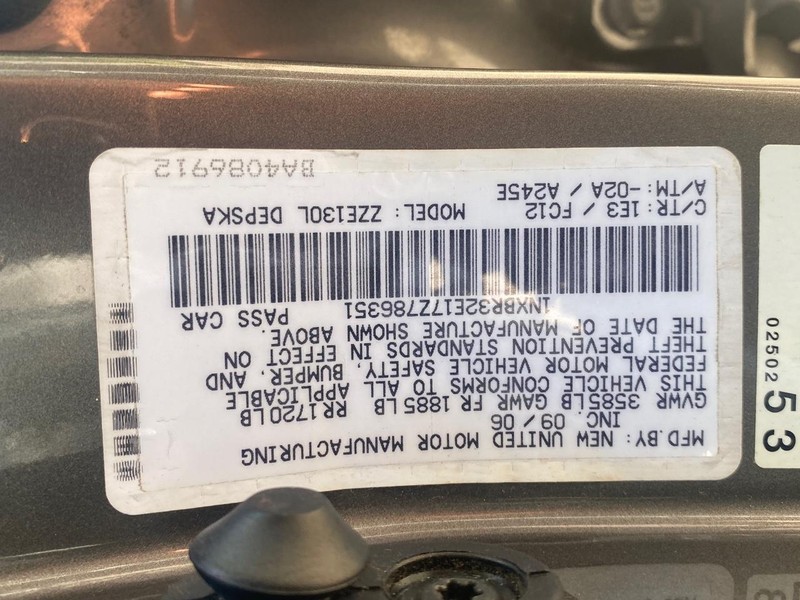 MFD.BY: NEW UNITED MOTOR MANUFACTURING
INC. 09 / 06
GVWR 3585LB GAWR FR 1885LB RR 1720LB
THIS VEHICLE CONFORMS TO ALL APPLICABLE
FEDERAL MOTOR VEHICLE SAFETY, BUMPER, AND
THEFT PREVENTION STANDARDS IN EFFECT ON
THE DATE OF MANUFACTURE SHOWN ABOVE.
1NXBR32E17Z786351 PASS CAR
C/TR: 1E3 / FC12 MODEL: ZZE130L DEPSKA
A/TM: -02A / A245E
BA4086912
02502
53